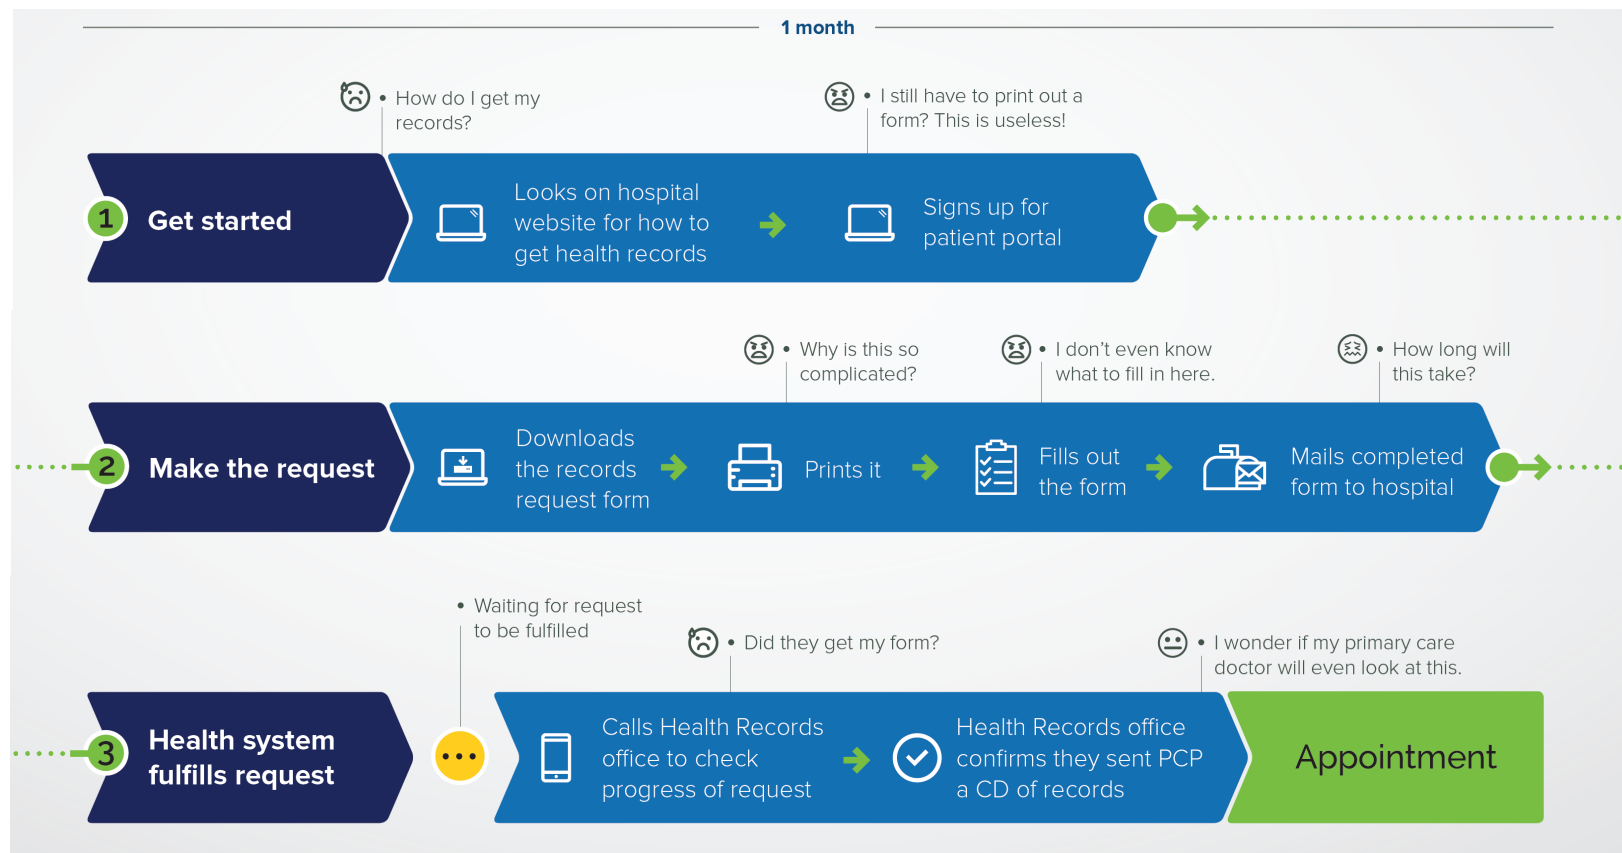 1 month
• How do I get my
records?
• I still have to print out a
form? This is useless!
1
Get started
Looks on hospital
website for how to
get health records
Signs up for
patient portal
• Why is this so
complicated?
• I don't even know
what to fill in here.
• How long will
this take?
2
Make the request
Downloads
the records
request form
Prints it
Fills out
the form
Mails completed
form to hospital
• Waiting for request
to be fulfilled
• Did they get my form?
• I wonder if my primary care
doctor will even look at this.
3
Health system
fulfills request
Calls Health Records
office to check
progress of request
Health Records office
confirms they sent PCP
a CD of records
Appointment